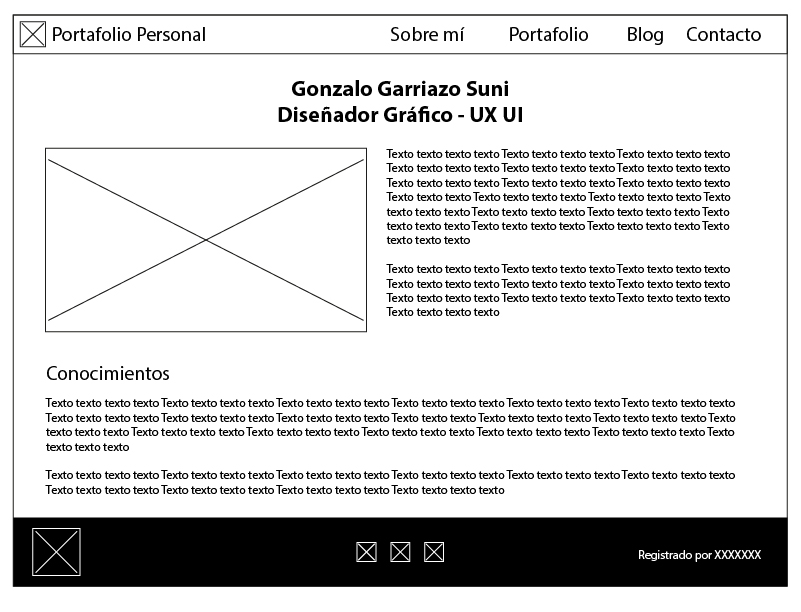 Portafolio Personal Sobre mí Portafolio Blog Contacto
Gonzalo Garriazo Suni
Diseñador Gráfico - UX UI
Texto texto texto texto Texto texto texto texto Texto texto texto texto
Texto texto texto texto Texto texto texto texto Texto texto texto texto
Texto texto texto texto Texto texto texto texto Texto texto texto texto
Texto texto texto Texto texto texto texto Texto texto texto texto Texto
texto texto texto Texto texto texto texto Texto texto texto texto Texto
texto texto texto Texto texto texto texto Texto texto texto texto Texto
texto texto texto
Texto texto texto texto Texto texto texto texto Texto texto texto texto
Texto texto texto texto Texto texto texto texto Texto texto texto texto
Texto texto texto texto Texto texto texto texto Texto texto texto texto
Texto texto texto texto
Conocimientos
Texto texto texto texto Texto texto texto texto Texto texto texto texto Texto texto texto texto Texto texto texto texto Texto texto texto texto
Texto texto texto texto Texto texto texto texto Texto texto texto texto Texto texto texto Texto texto texto texto Texto texto texto texto Texto
texto texto texto Texto texto texto texto Texto texto texto texto Texto texto texto texto Texto texto texto texto Texto texto texto texto Texto
texto texto texto
Texto texto texto texto Texto texto texto texto Texto texto texto texto Texto texto texto texto Texto texto texto texto Texto texto texto texto
Texto texto texto texto Texto texto texto texto Texto texto texto texto Texto texto texto texto
Registrado por XXXXXXX